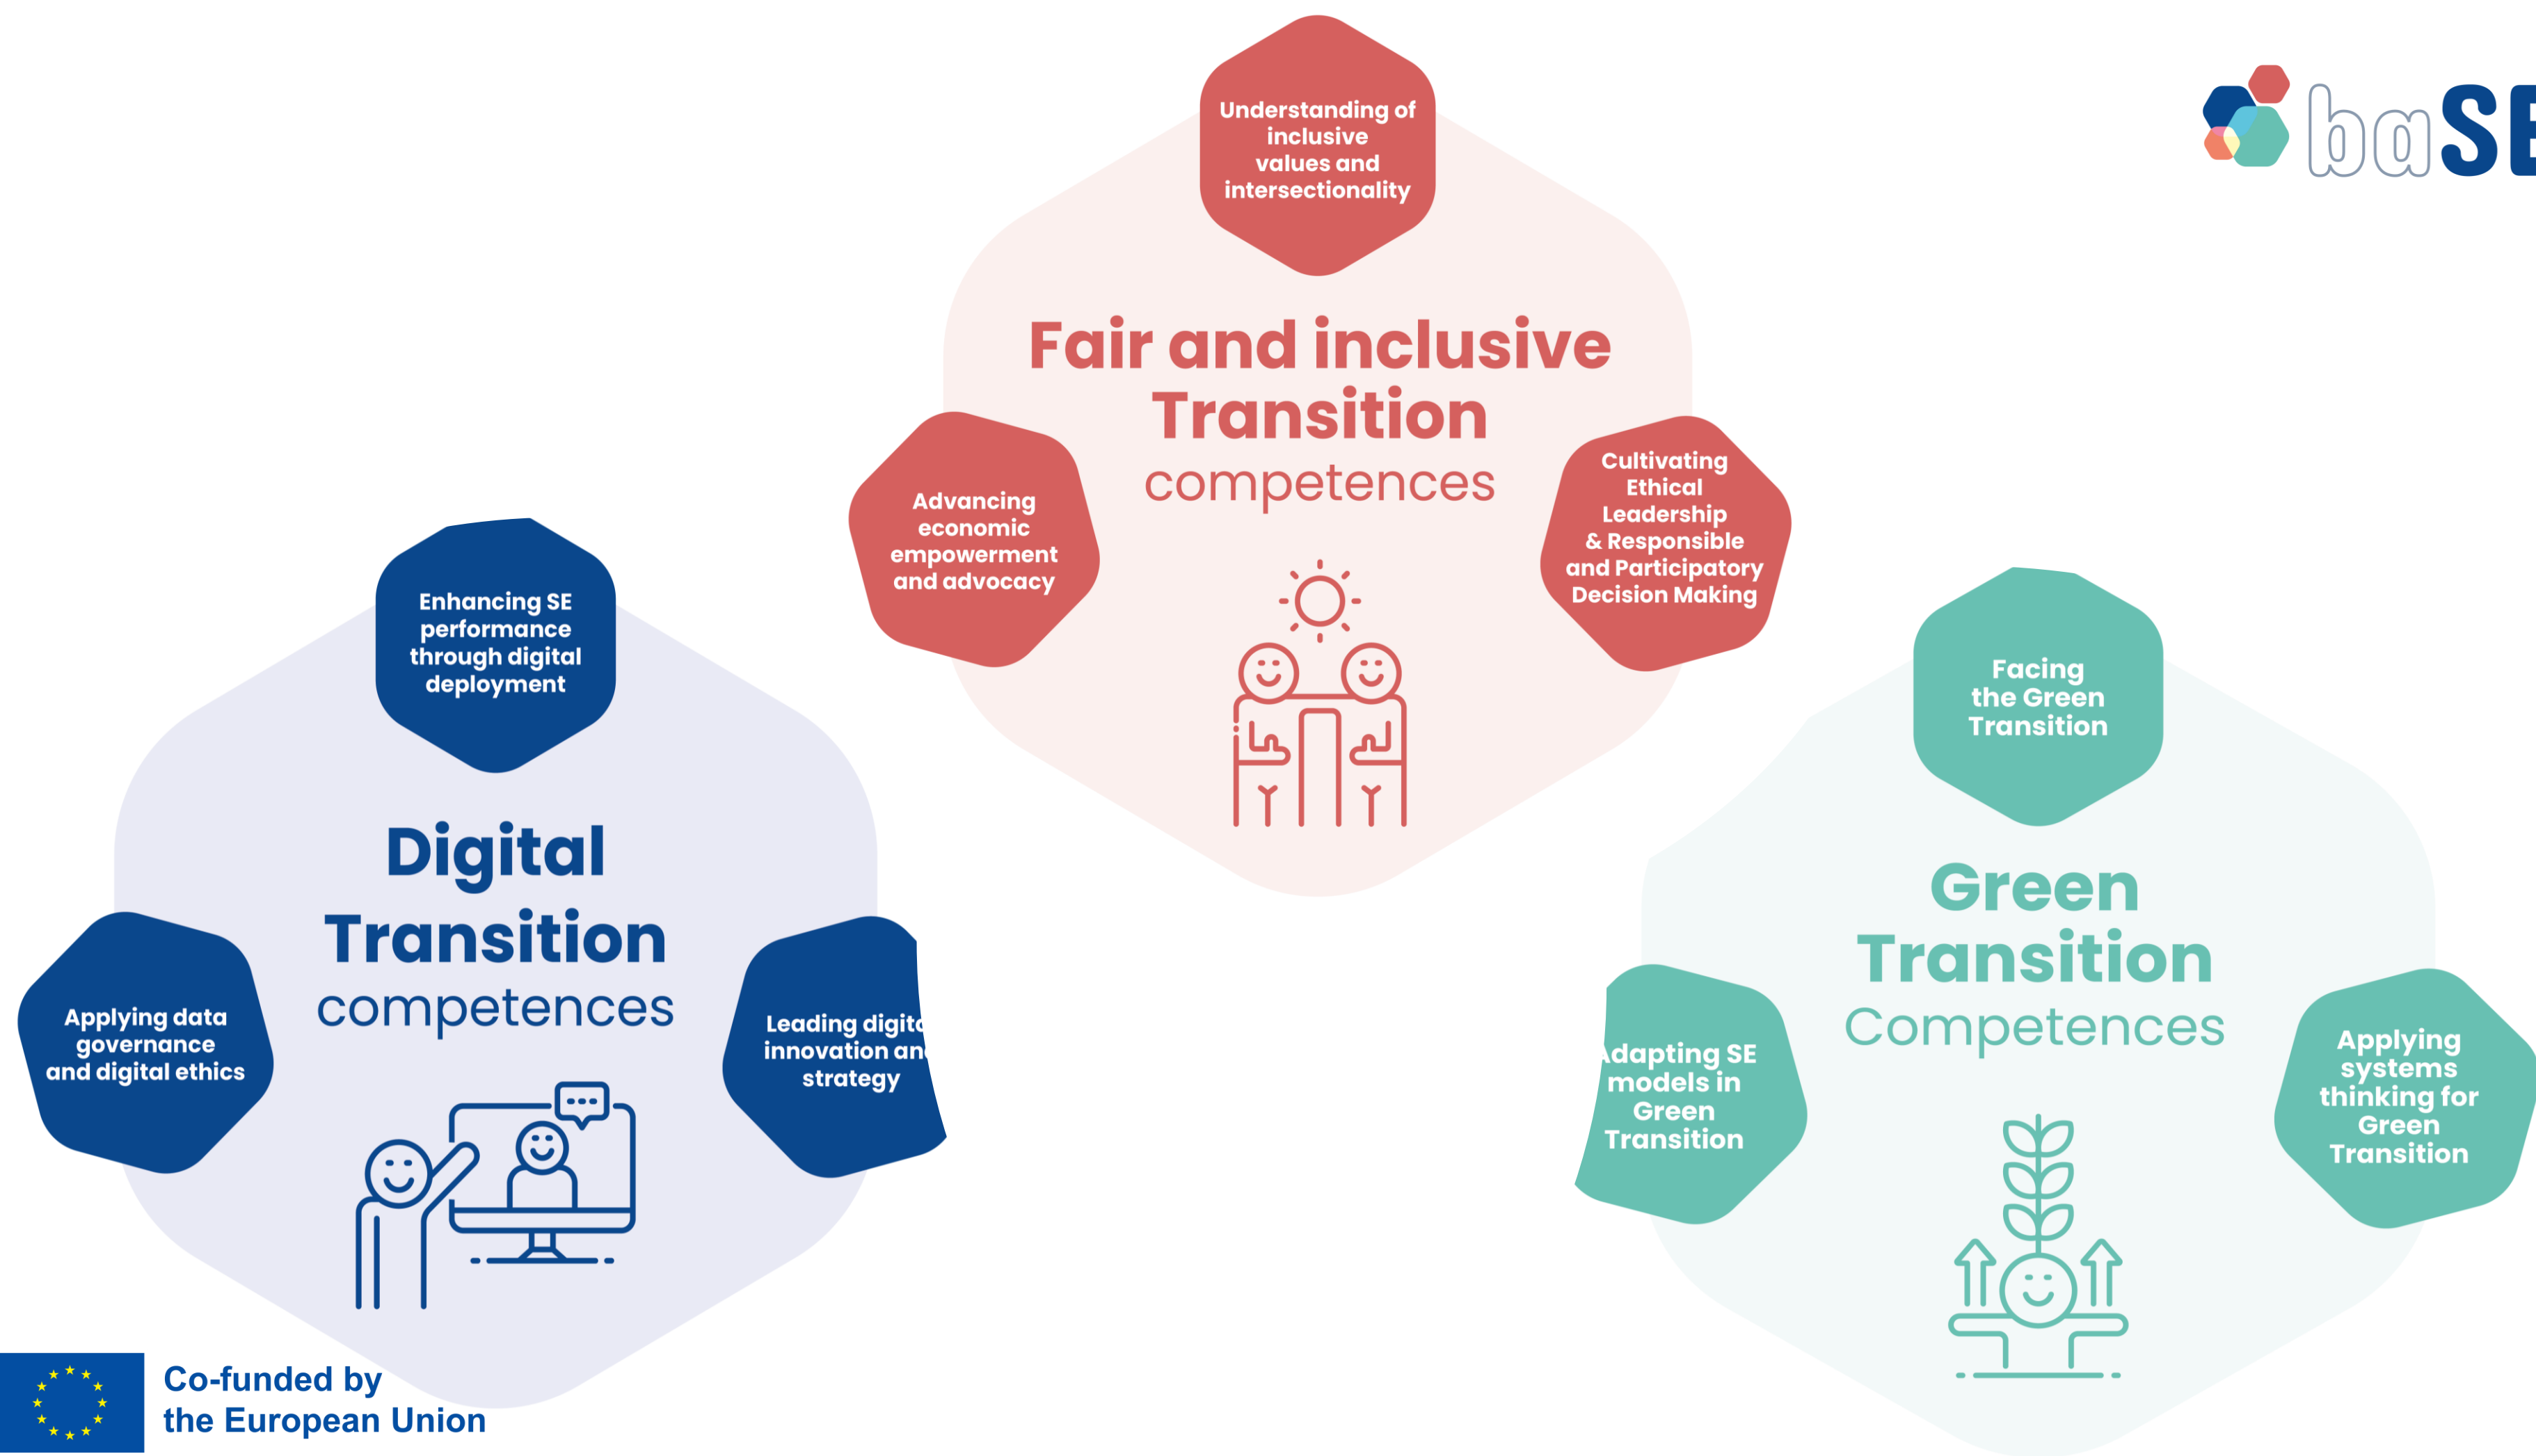 baSE
Understanding of
inclusive
values and
intersectionality
Fair and inclusive
Transition
competences
Advancing
economic
empowerment
and advocacy
Cultivating
Ethical
Leadership
& Responsible
and Participatory
Decision Making
Enhancing SE
performance
through digital
deployment
Digital
Transition
competences
Applying data
governance
and digital ethics
Leading
innovation
strategy
Facing
the Green
Transition
Green
Transition
Competences
SE
models in
Green
Transition
Applying
systems
thinking for
Green
Transition
Co-funded by
the European Union